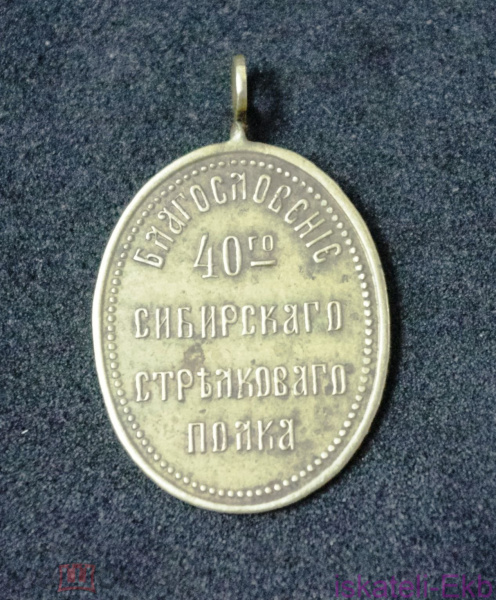 БЛАГОСЛОВЕНІЕ
40ГО
СИБИРСКАГО
СТРѢЛКОВАГО
ПОЛКА
iskateli-Ekb